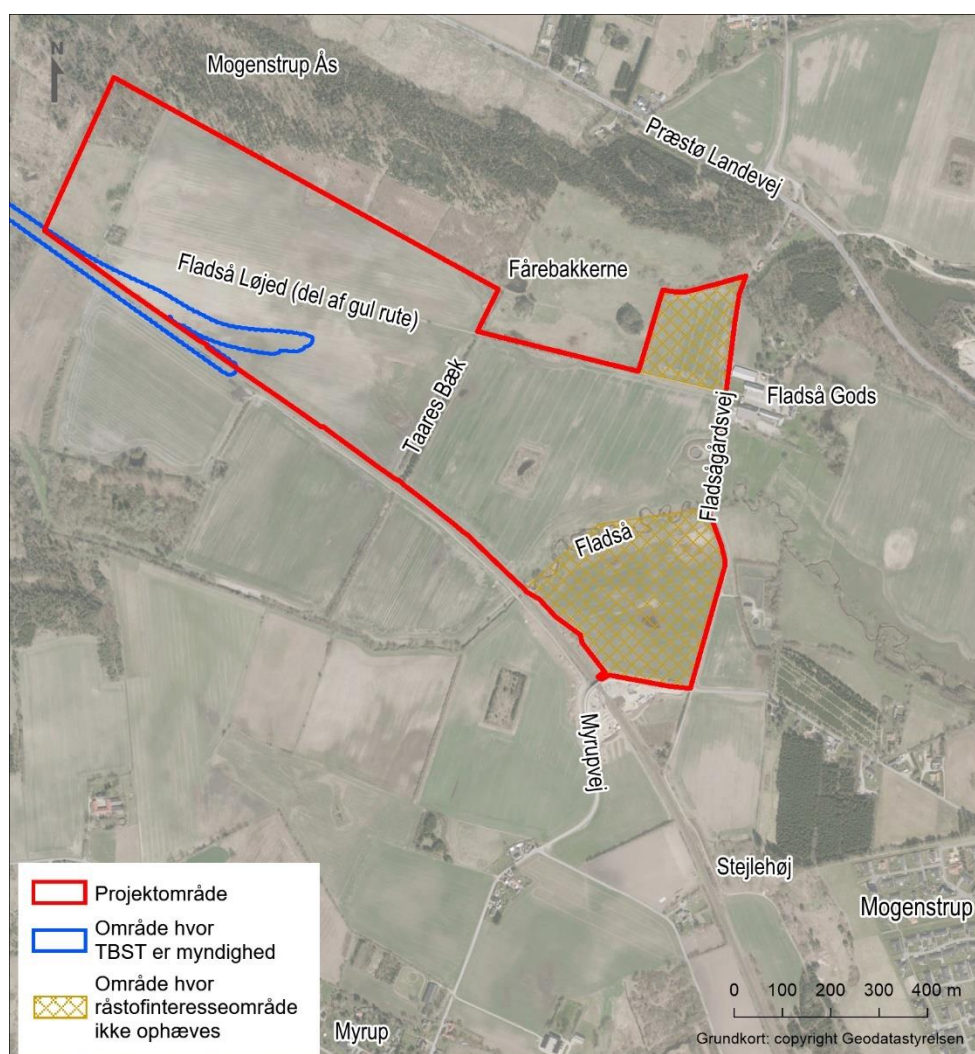 N
Mogenstrup Ås
Præstø Landevej
Fårebakkerne
Fladså Løjed (del af gul rute)
Taares Bæk
Fladså Gods
Fladsågårdsvej
Fladså
Myrupvej
Stejlehøj
Mogenstrup
Myrup
Projektområde
Område hvor
TBST er myndighed
Område hvor
råstofinteresseområde
ikke ophæves
0 100 200 300 400 m
Grundkort: copyright Geodatastyrelsen